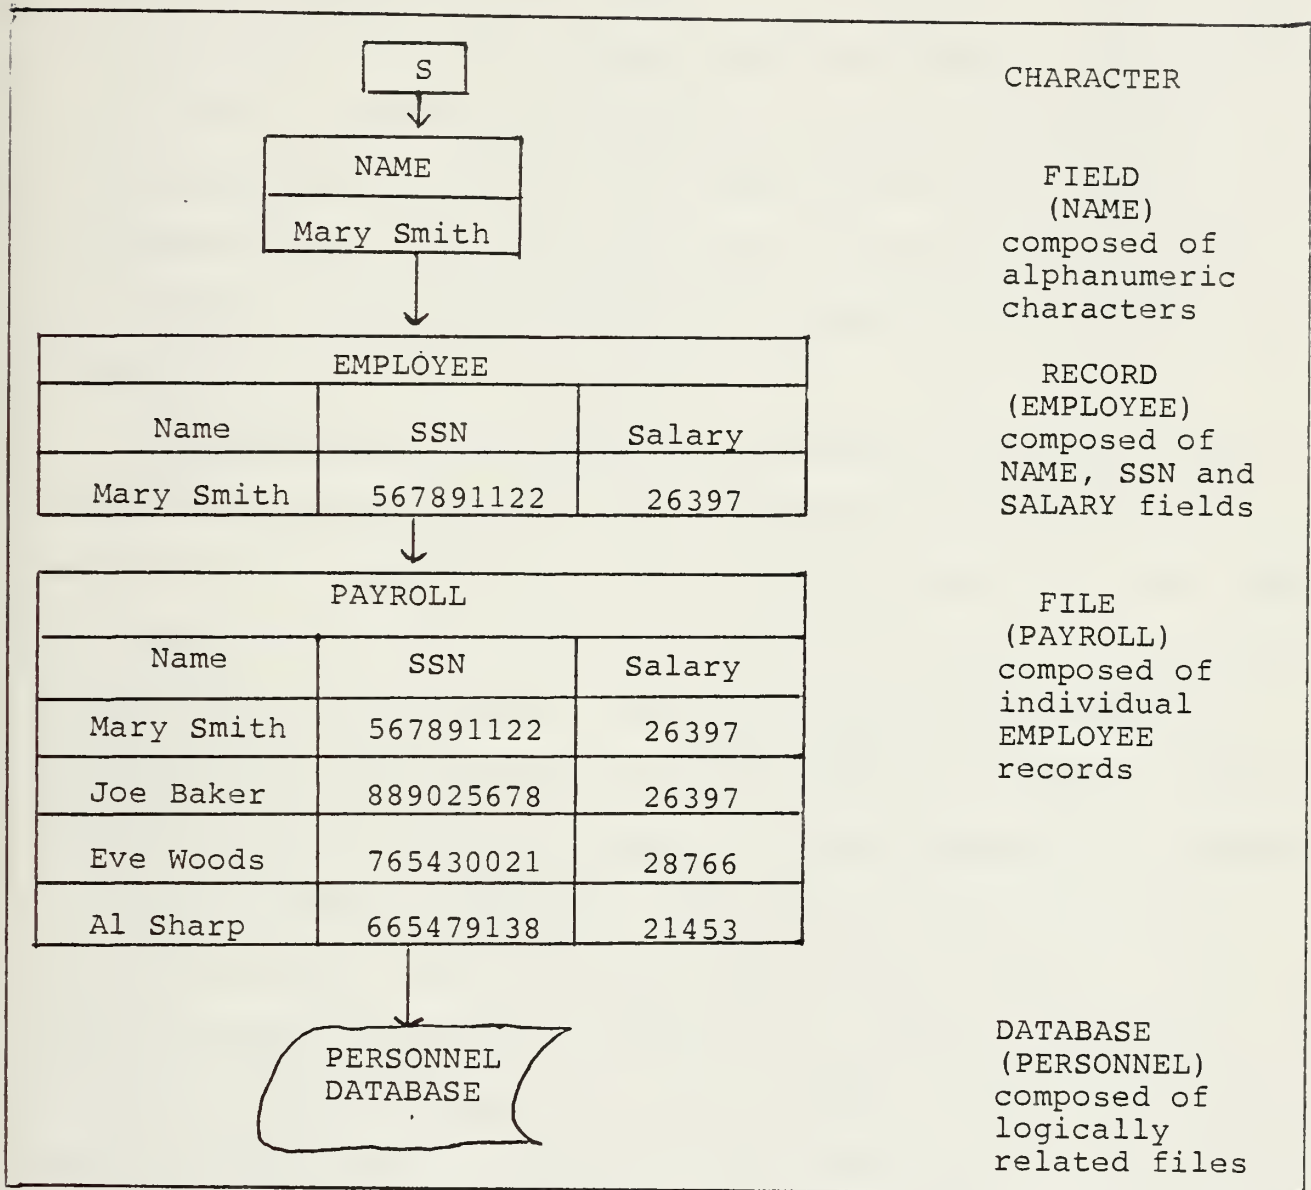 S
CHARACTER
NAME
Mary Smith
FIELD
(NAME)
composed of
alphanumeric
characters
EMPLOYEE
Name SSN Salary
Mary Smith 567891122 26397
RECORD
(EMPLOYEE)
composed of
NAME, SSN and
SALARY fields
PAYROLL
Name SSN Salary
Mary Smith 567891122 26397
Joe Baker 889025678 26397
Eve Woods 765430021 28766
Al Sharp 665479138 21453
FILE
(PAYROLL)
composed of
individual
EMPLOYEE
records
PERSONNEL
DATABASE
DATABASE
(PERSONNEL)
composed of
logically
related files